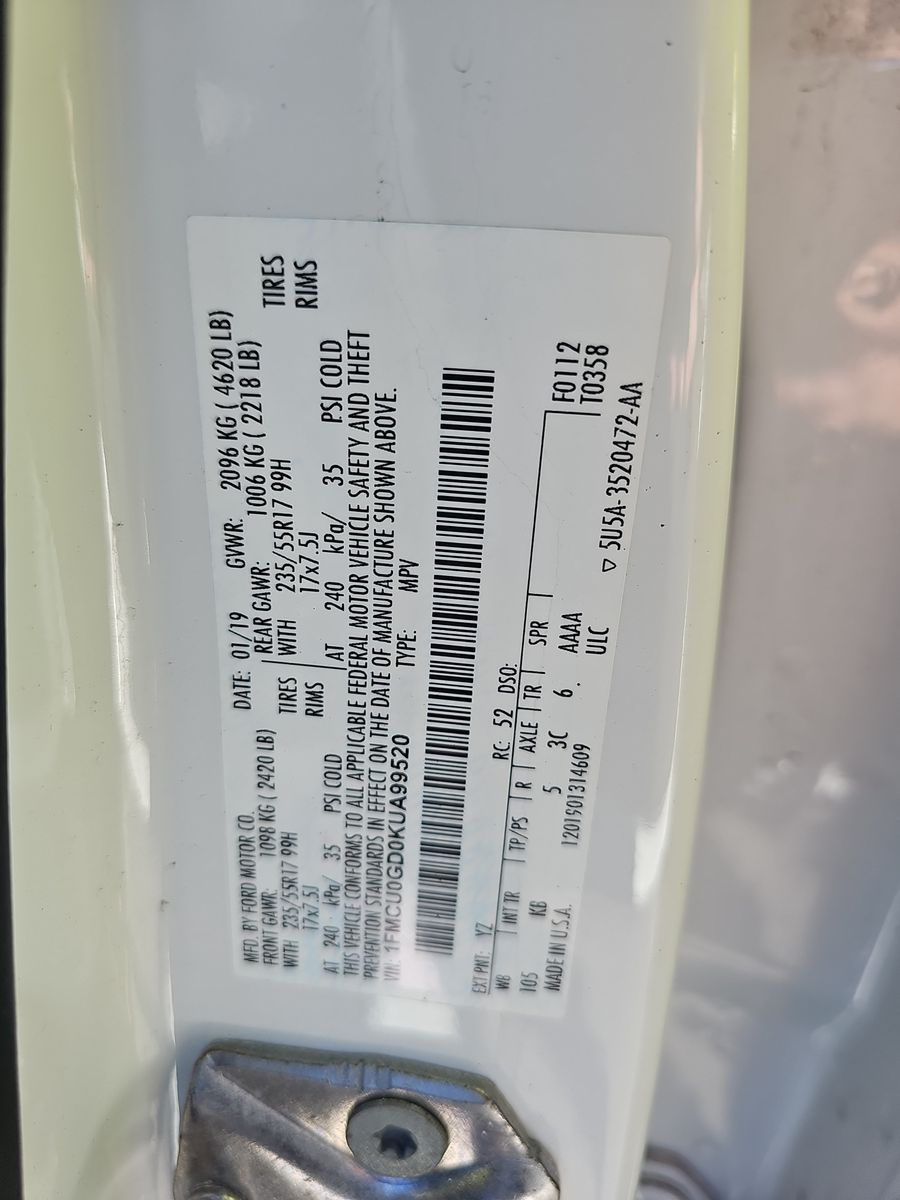 MFD. BY FORD MOTOR CO.
DATE: 01/19 GVWR: 2096 KG ( 4620 LB)
FRONT GAWR: 1098 KG ( 2420 LB)
REAR GAWR: 1006 KG ( 2218 LB)
WITH 235/55R17 99H TIRES
WITH 235/55R17 99H TIRES
17x7.5J RIMS
17x7.5J RIMS
AT 240 kPa/ 35 PSI COLD
AT 240 kPa/ 35 PSI COLD
THIS VEHICLE CONFORMS TO ALL APPLICABLE FEDERAL MOTOR VEHICLE SAFETY AND THEFT
PREVENTION STANDARDS IN EFFECT ON THE DATE OF MANUFACTURE SHOWN ABOVE.
VIN: 1FMCU0GD0KUA99520 TYPE: MPV
EXT PNT: YZ RC: 52 DSO:
WB INT TR TP/PS R AXLE TR SPR
F0112
T0358
105 KB 5 3C 6 AAAA
MADE IN U.S.A. 1201901314609 ULC
▽ 5U5A-3520472-AA